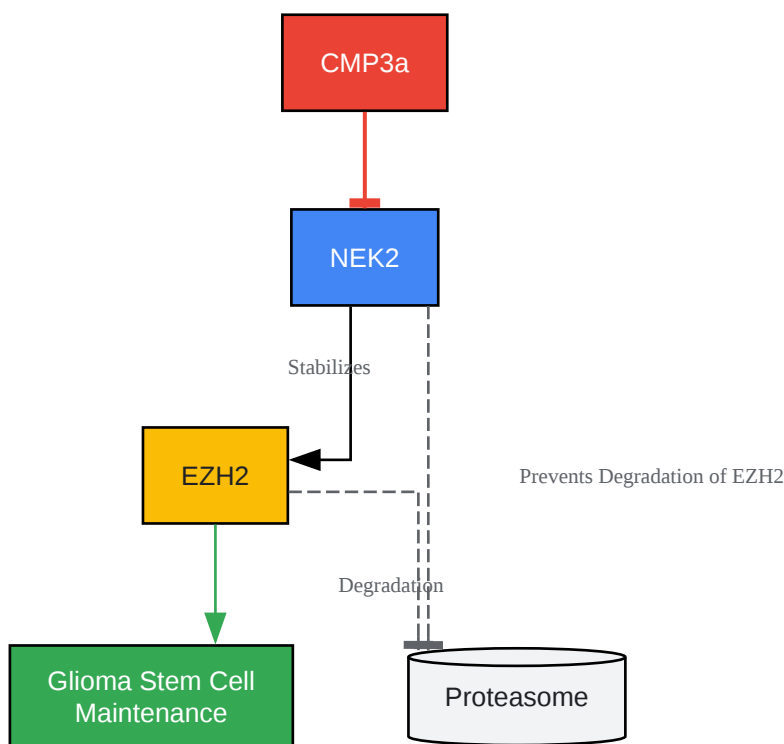 CMP3a
NEK2
Stabilizes
EZH2
Prevents Degradation of EZH2
Degradation
Glioma Stem Cell
Maintenance
Proteasome